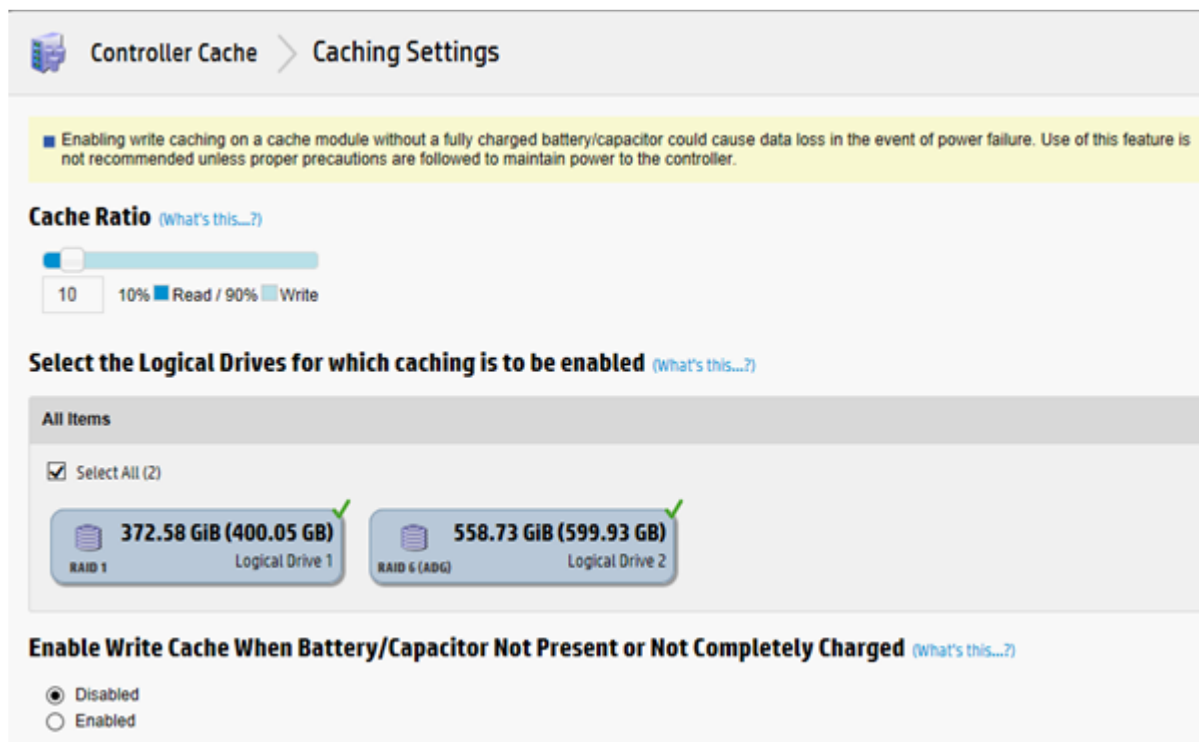 Controller Cache Caching Settings
Enabling write caching on a cache module without a fully charged battery/capacitor could cause data loss in the event of power failure. Use of this feature is
not recommended unless proper precautions are followed to maintain power to the controller.
Cache Ratio (What's this...?)
10 10% Read / 90% Write
Select the Logical Drives for which caching is to be enabled (What's this...?)
All Items
Select All (2)
372.58 GiB (400.05 GB) 558.73 GiB (599.93 GB)
RAID 1 Logical Drive 1 RAID 6 (ADG) Logical Drive 2
Enable Write Cache When Battery/Capacitor Not Present or Not Completely Charged (What's this...?)
Disabled
Enabled